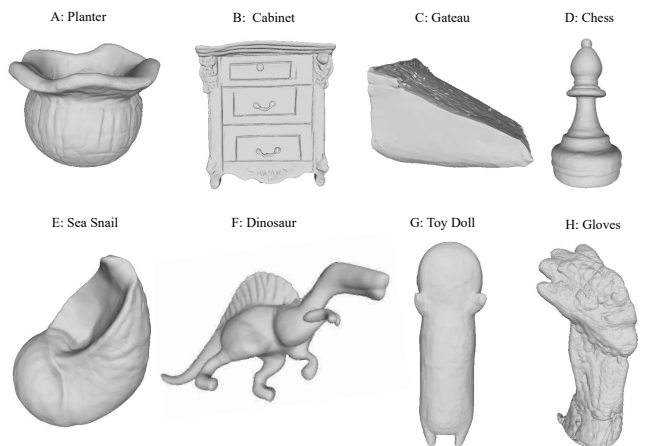 A: Planter
B: Cabinet
C: Gateau
D: Chess
E: Sea Snail
F: Dinosaur
G: Toy Doll
H: Gloves